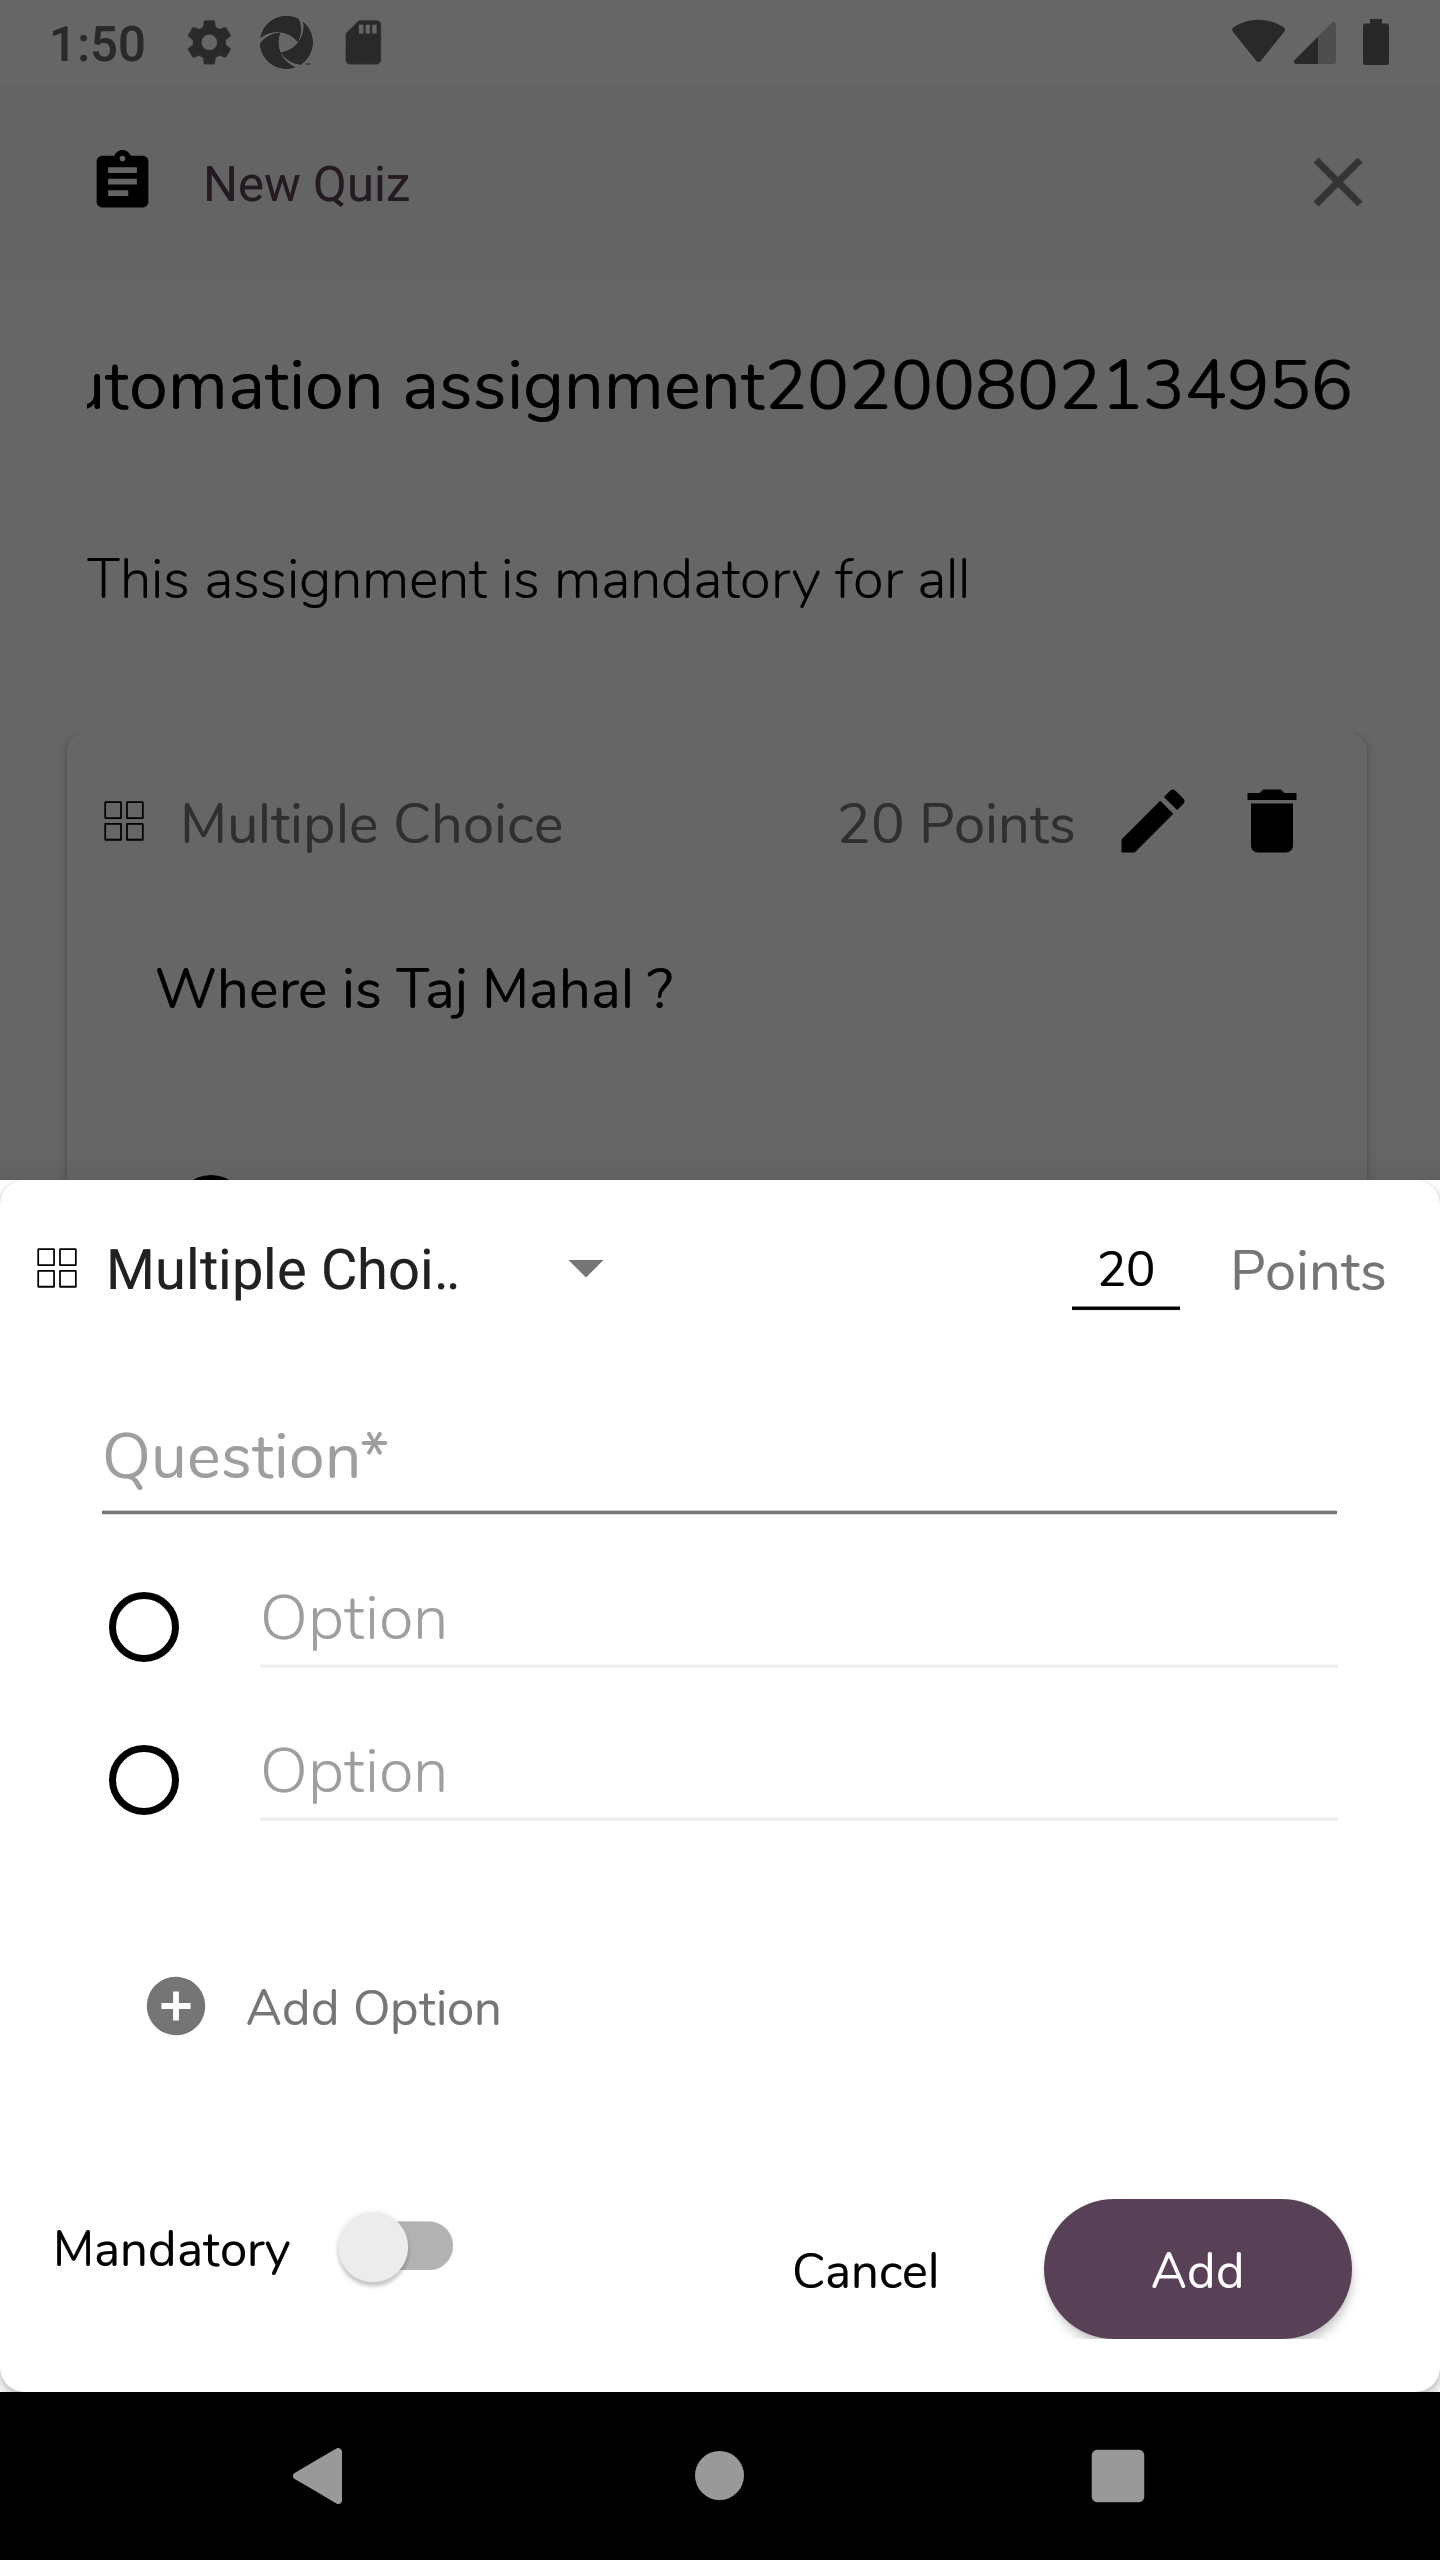 1:50
New Quiz
utomation assignment20200802134956
This assignment is mandatory for all
Multiple Choice 20 Points
Where is Taj Mahal ?
Multiple Choi.. 20 Points
Question*
Option
Option
Add Option
Mandatory Cancel Add